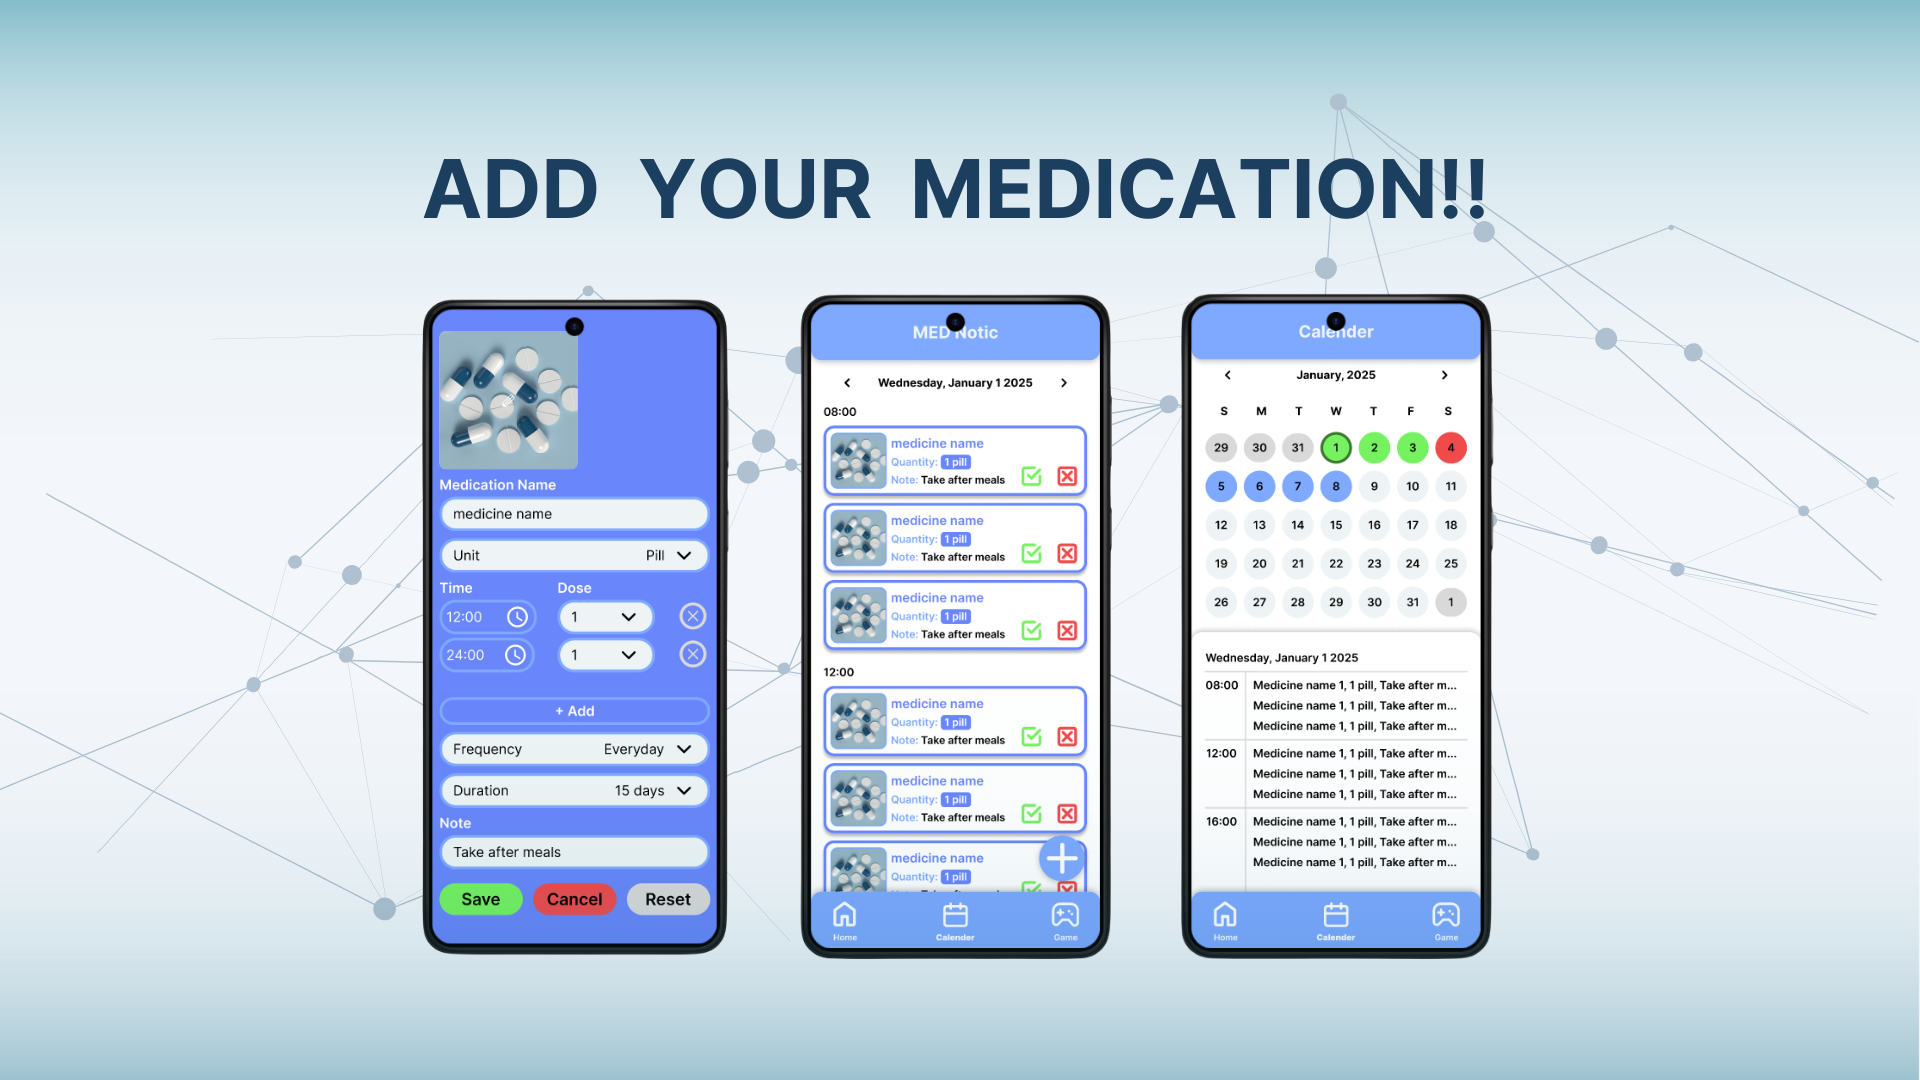 ADD YOUR MEDICATION!!
Medication Name
medicine name
Unit Pill
Time Dose
12:00 1
24:00 1
+ Add
Frequency Everyday
Duration 15 days
Note
Take after meals
Save Cancel Reset
MED Notic
Wednesday, January 1 2025
08:00
medicine name
Quantity: 1 pill
Note: Take after meals
medicine name
Quantity: 1 pill
Note: Take after meals
medicine name
Quantity: 1 pill
Note: Take after meals
12:00
medicine name
Quantity: 1 pill
Note: Take after meals
medicine name
Quantity: 1 pill
Note: Take after meals
medicine name
Quantity: 1 pill
Home Calender Game
Calender
January, 2025
S M T W T F S
29 30 31 1 2 3 4
5 6 7 8 9 10 11
12 13 14 15 16 17 18
19 20 21 22 23 24 25
26 27 28 29 30 31 1
Wednesday, January 1 2025
08:00 Medicine name 1, 1 pill, Take after m...
Medicine name 1, 1 pill, Take after m...
Medicine name 1, 1 pill, Take after m...
12:00 Medicine name 1, 1 pill, Take after m...
Medicine name 1, 1 pill, Take after m...
Medicine name 1, 1 pill, Take after m...
16:00 Medicine name 1, 1 pill, Take after m...
Medicine name 1, 1 pill, Take after m...
Medicine name 1, 1 pill, Take after m...
Home Calender Game